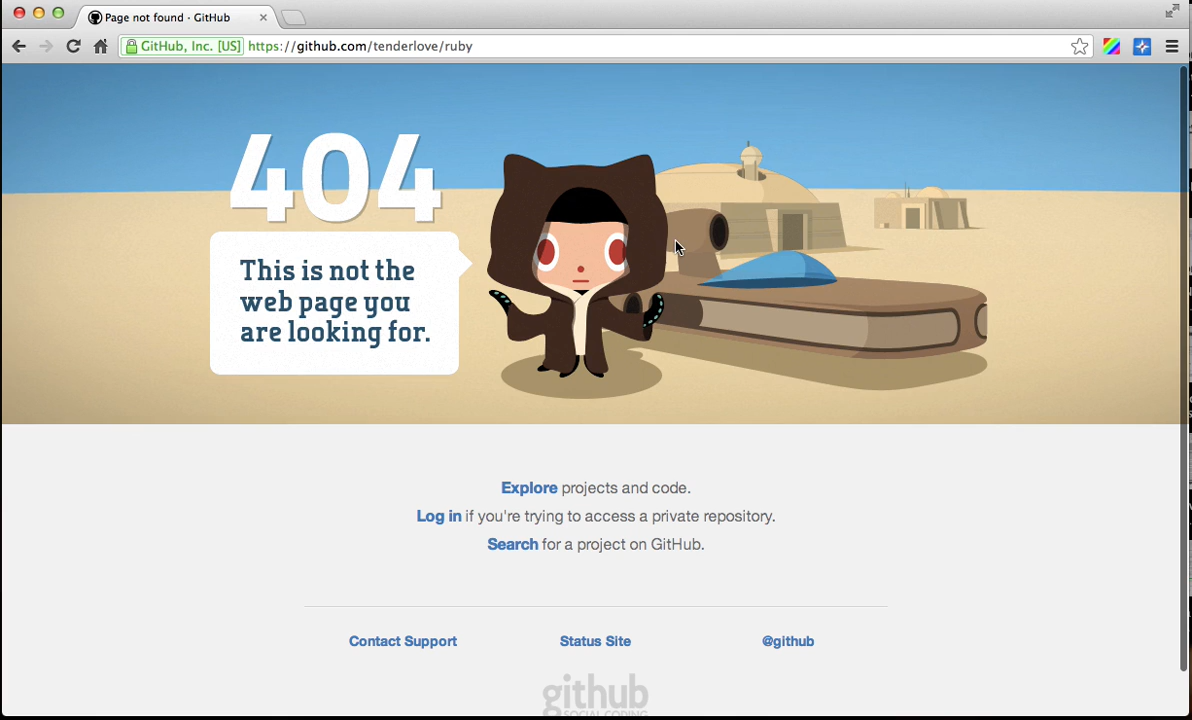 Page not found · GitHub
GitHub, Inc. [US] https://github.com/tenderlove/ruby
404
This is not the
web page you
are looking for.
Explore projects and code.
Log in if you're trying to access a private repository.
Search for a project on GitHub.
Contact Support Status Site @github
github
SOCIAL CODING